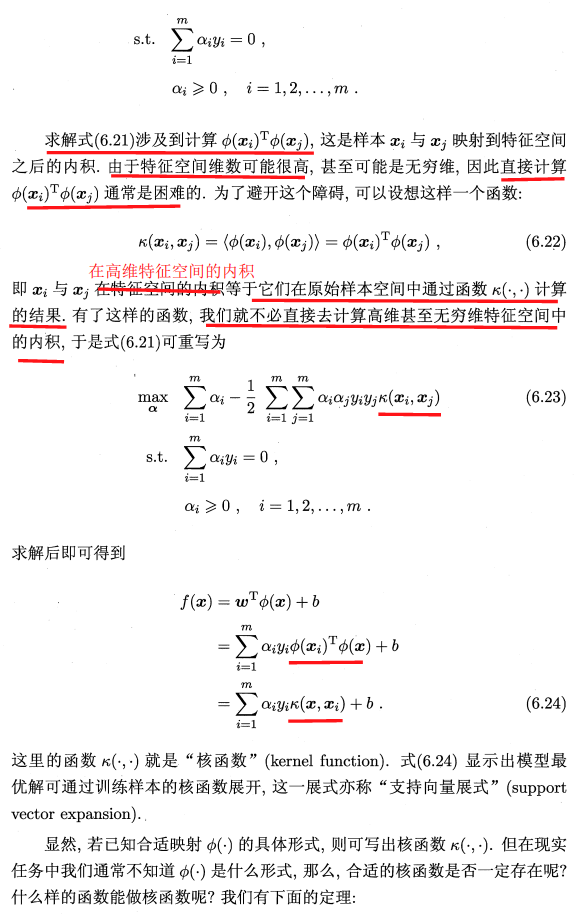 s.t. $\sum_{i=1}^{m} \alpha_i y_i = 0$ ,
$\alpha_i \geqslant 0$ , $i = 1, 2, \ldots, m$ .
求解式(6.21)涉及到计算 $\phi(\boldsymbol{x}_i)^{\mathrm{T}}\phi(\boldsymbol{x}_j)$, 这是样本 $\boldsymbol{x}_i$ 与 $\boldsymbol{x}_j$ 映射到特征空间
之后的内积. 由于特征空间维数可能很高, 甚至可能是无穷维, 因此直接计算
$\phi(\boldsymbol{x}_i)^{\mathrm{T}}\phi(\boldsymbol{x}_j)$ 通常是困难的. 为了避开这个障碍, 可以设想这样一个函数:
$\kappa(\boldsymbol{x}_i, \boldsymbol{x}_j) = \langle \phi(\boldsymbol{x}_i), \phi(\boldsymbol{x}_j) \rangle = \phi(\boldsymbol{x}_i)^{\mathrm{T}}\phi(\boldsymbol{x}_j)$ , (6.22)
在高维特征空间的内积
即 $\boldsymbol{x}_i$ 与 $\boldsymbol{x}_j$ 在特征空间的内积等于它们在原始样本空间中通过函数 $\kappa(\cdot,\cdot)$ 计算
的结果. 有了这样的函数, 我们就不必直接去计算高维甚至无穷维特征空间中
的内积, 于是式(6.21)可重写为
$\max_{\boldsymbol{\alpha}} \sum_{i=1}^{m} \alpha_i - \frac{1}{2} \sum_{i=1}^{m} \sum_{j=1}^{m} \alpha_i \alpha_j y_i y_j \kappa(\boldsymbol{x}_i, \boldsymbol{x}_j)$ (6.23)
s.t. $\sum_{i=1}^{m} \alpha_i y_i = 0$ ,
$\alpha_i \geqslant 0$ , $i = 1, 2, \ldots, m$ .
求解后即可得到
$f(\boldsymbol{x}) = \boldsymbol{w}^{\mathrm{T}}\phi(\boldsymbol{x}) + b$
$= \sum_{i=1}^{m} \alpha_i y_i \phi(\boldsymbol{x}_i)^{\mathrm{T}}\phi(\boldsymbol{x}) + b$
$= \sum_{i=1}^{m} \alpha_i y_i \kappa(\boldsymbol{x}, \boldsymbol{x}_i) + b$ . (6.24)
这里的函数 $\kappa(\cdot,\cdot)$ 就是“核函数”(kernel function). 式(6.24) 显示出模型最
优解可通过训练样本的核函数展开, 这一展式亦称“支持向量展式”(support
vector expansion).
显然, 若已知合适映射 $\phi(\cdot)$ 的具体形式, 则可写出核函数 $\kappa(\cdot,\cdot)$. 但在现实
任务中我们通常不知道 $\phi(\cdot)$ 是什么形式, 那么, 合适的核函数是否一定存在呢?
什么样的函数能做核函数呢? 我们有下面的定理: